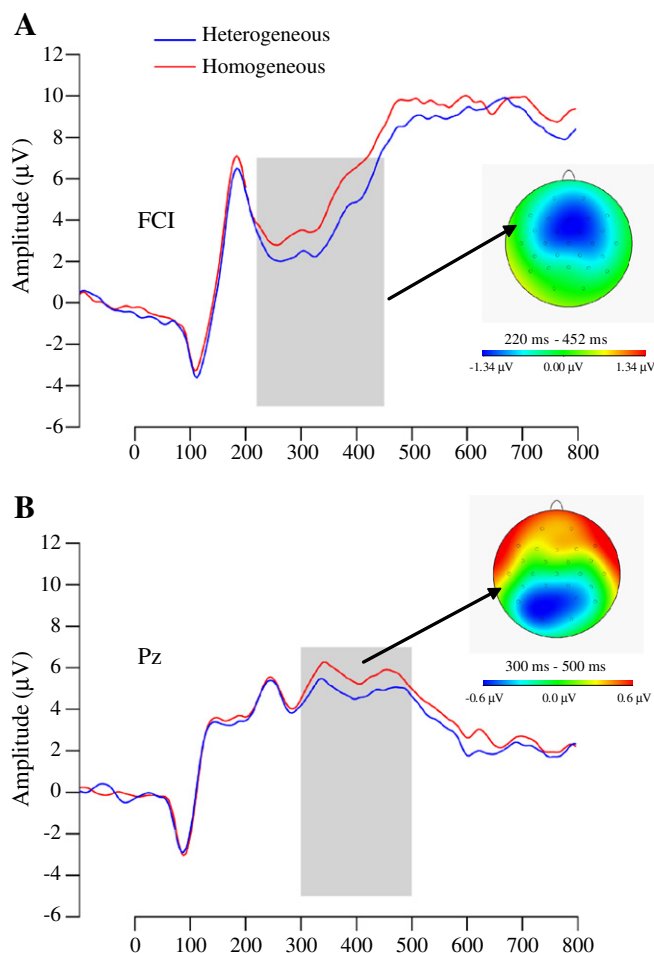 A
Heterogeneous
Homogeneous
12
10
8
6
4
2
0
-2
-4
-6
Amplitude (μV)
FCI
220 ms - 452 ms
-1.34 μV 0.00 μV 1.34 μV
0 100 200 300 400 500 600 700 800
B
12
10
8
6
4
2
0
-2
-4
-6
Amplitude (μV)
Pz
300 ms - 500 ms
-0.6 μV 0.0 μV 0.6 μV
0 100 200 300 400 500 600 700 800